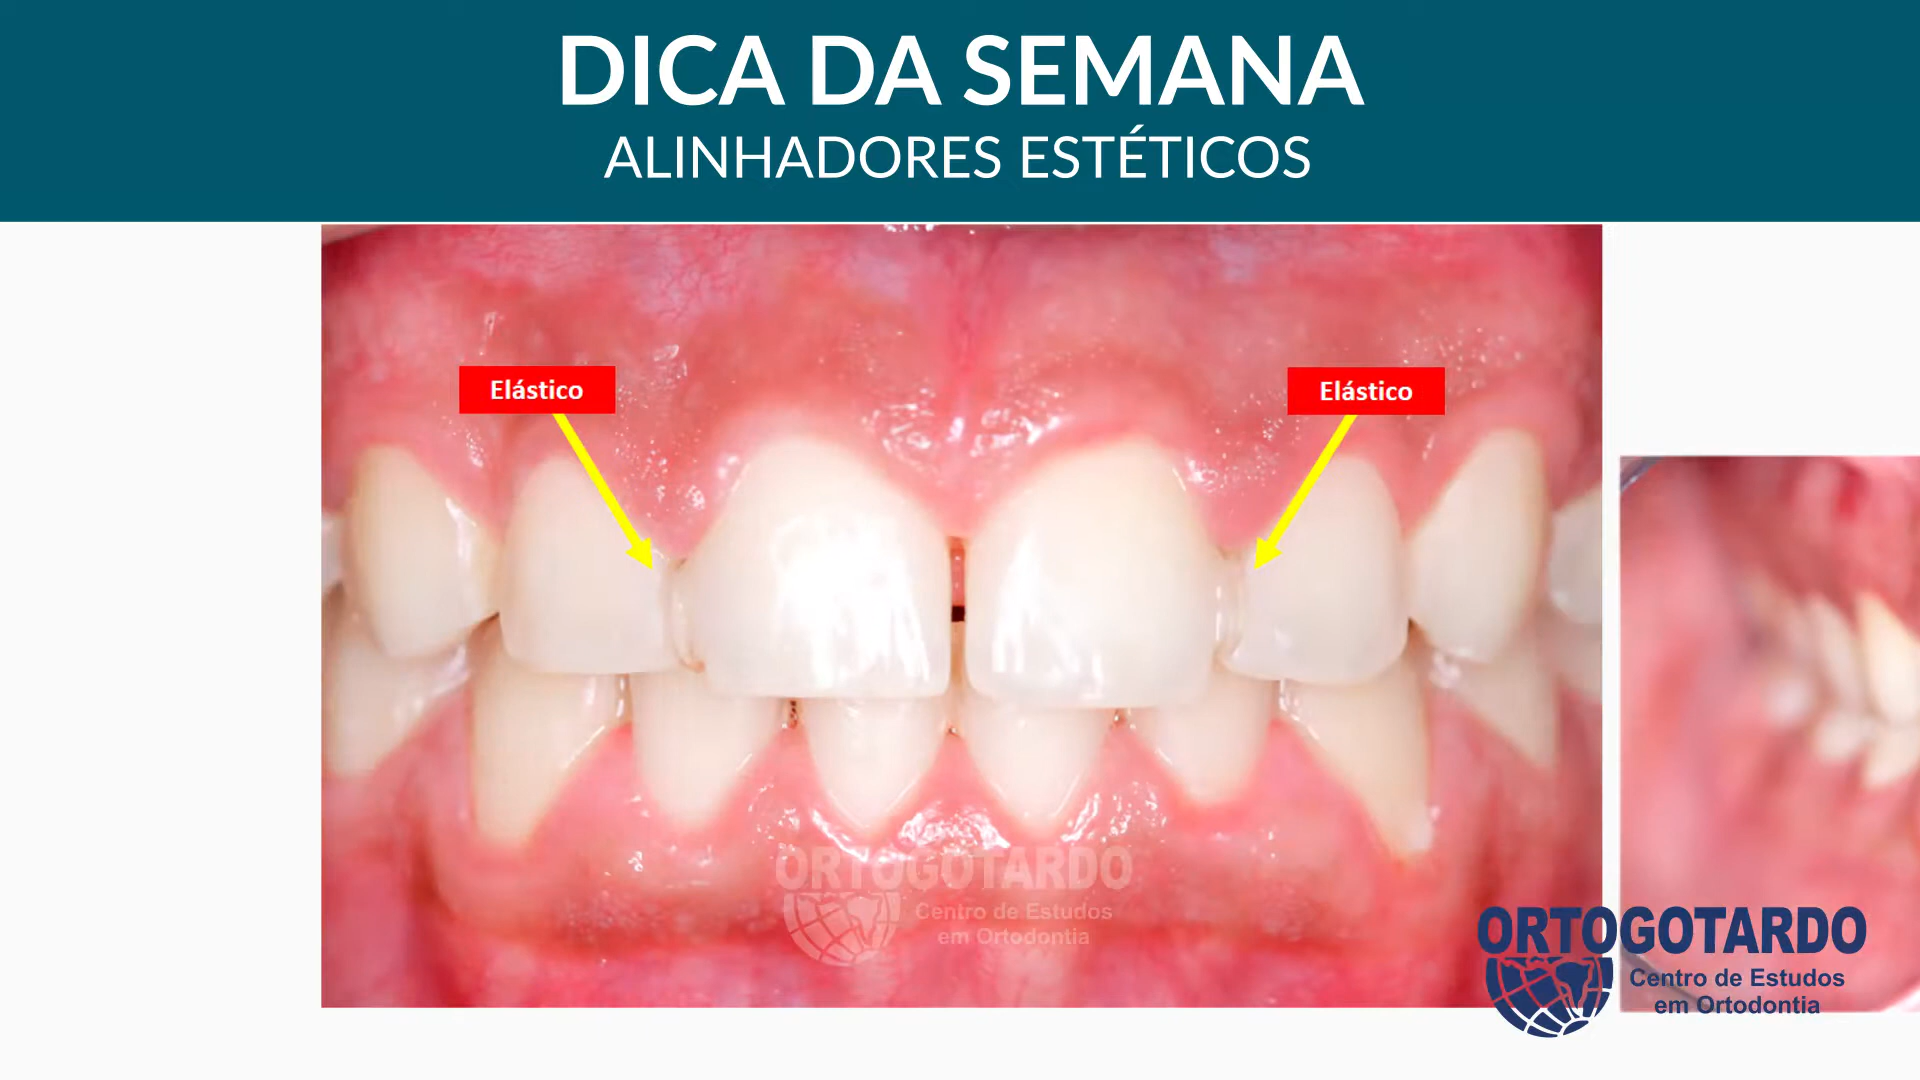 DICA DA SEMANA
ALINHADORES ESTÉTICOS
Elástico
Elástico
ORTOGOTARDO
Centro de Estudos
em Ortodontia
ORTOGOTARDO
Centro de Estudos
em Ortodontia